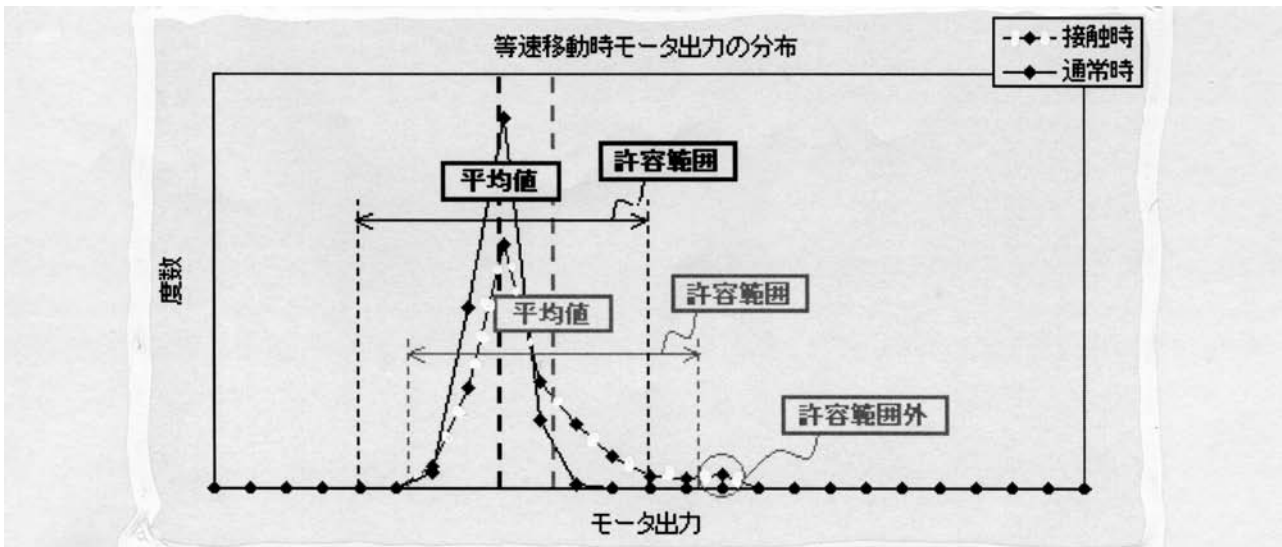 等速移動時モータ出力の分布
接触時
通常時
許容範囲
平均値
許容範囲
平均値
許容範囲外
度数
モータ出力